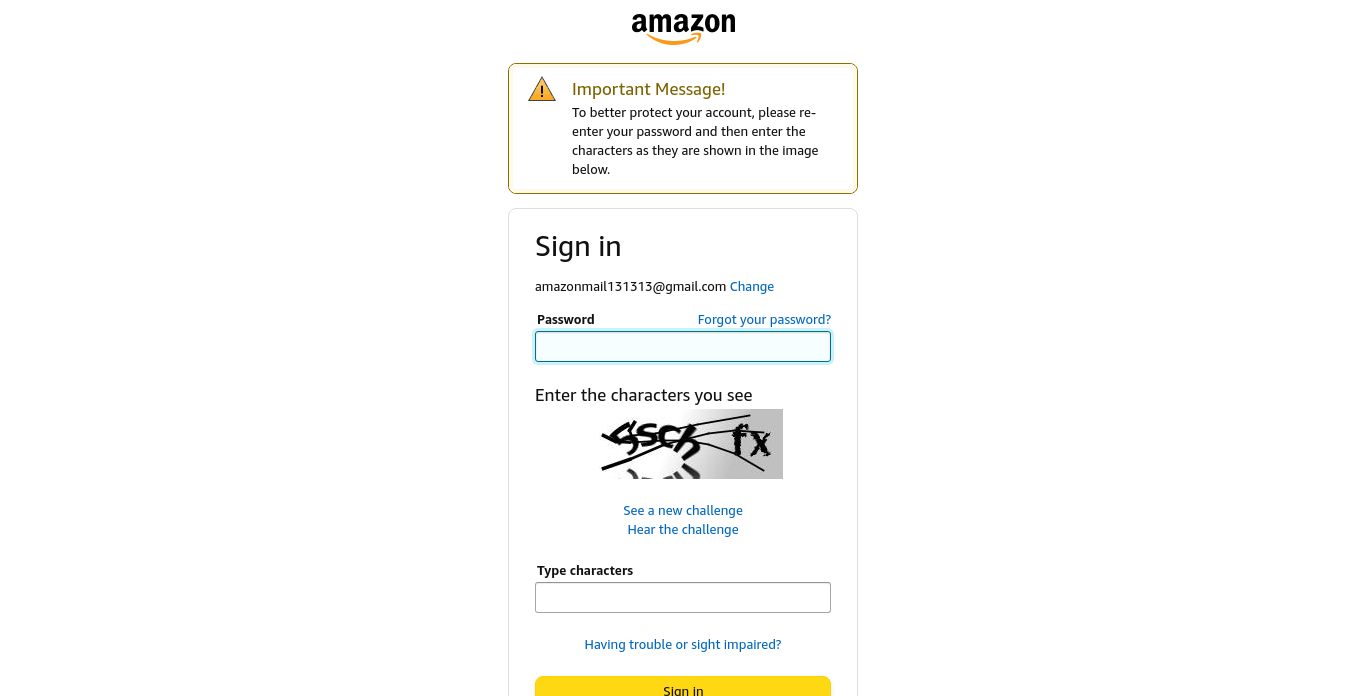 amazon
Important Message!
To better protect your account, please re-
enter your password and then enter the
characters as they are shown in the image
below.
Sign in
amazonmail131313@gmail.com Change
Password Forgot your password?
Enter the characters you see
See a new challenge
Hear the challenge
Type characters
Having trouble or sight impaired?
Sign in